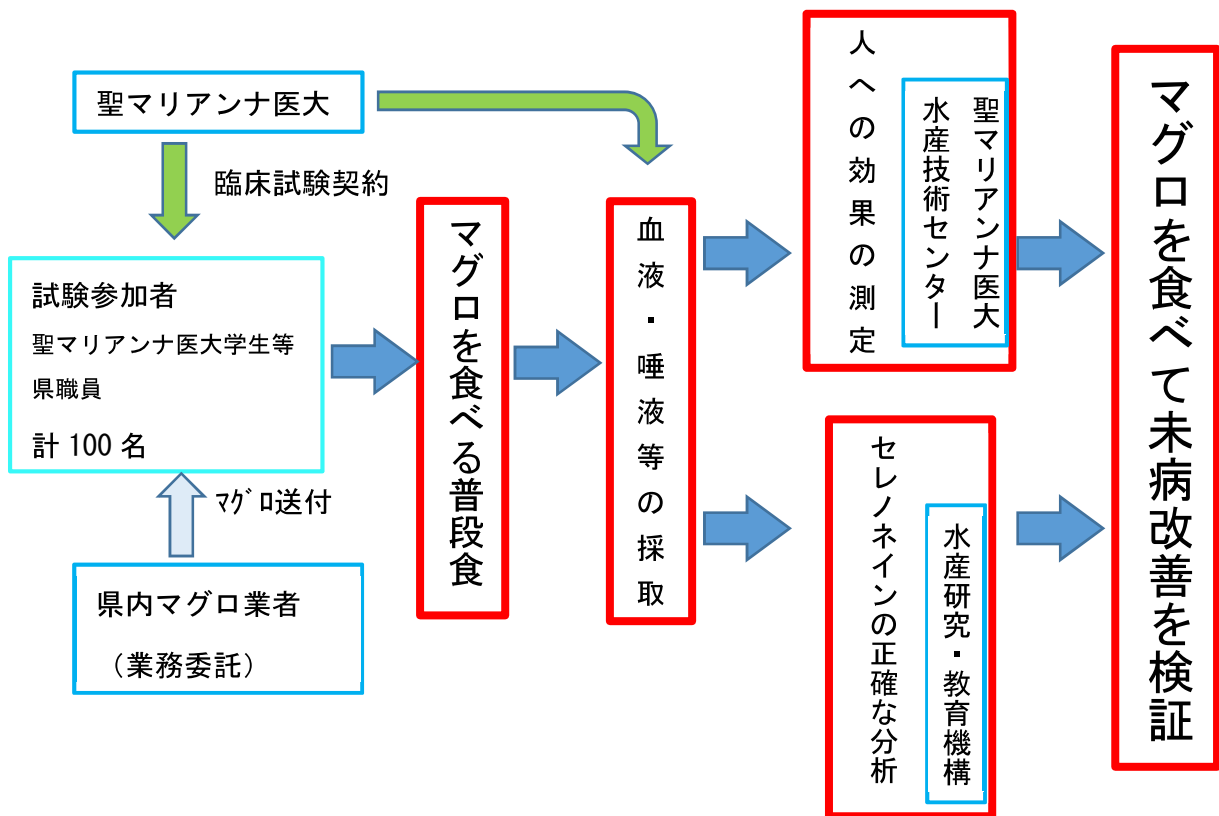 聖マリアンナ医大
臨床試験契約
試験参加者
聖マリアンナ医大学生等
県職員
計 100 名
ﾏｸﾞﾛ送付
県内マグロ業者
（業務委託）
マグロを食べる普段食
血液・唾液等の採取
人への効果の測定
聖マリアンナ医大
水産技術センター
水産研究・教育機構
セレノネインの正確な分析
マグロを食べて未病改善を検証